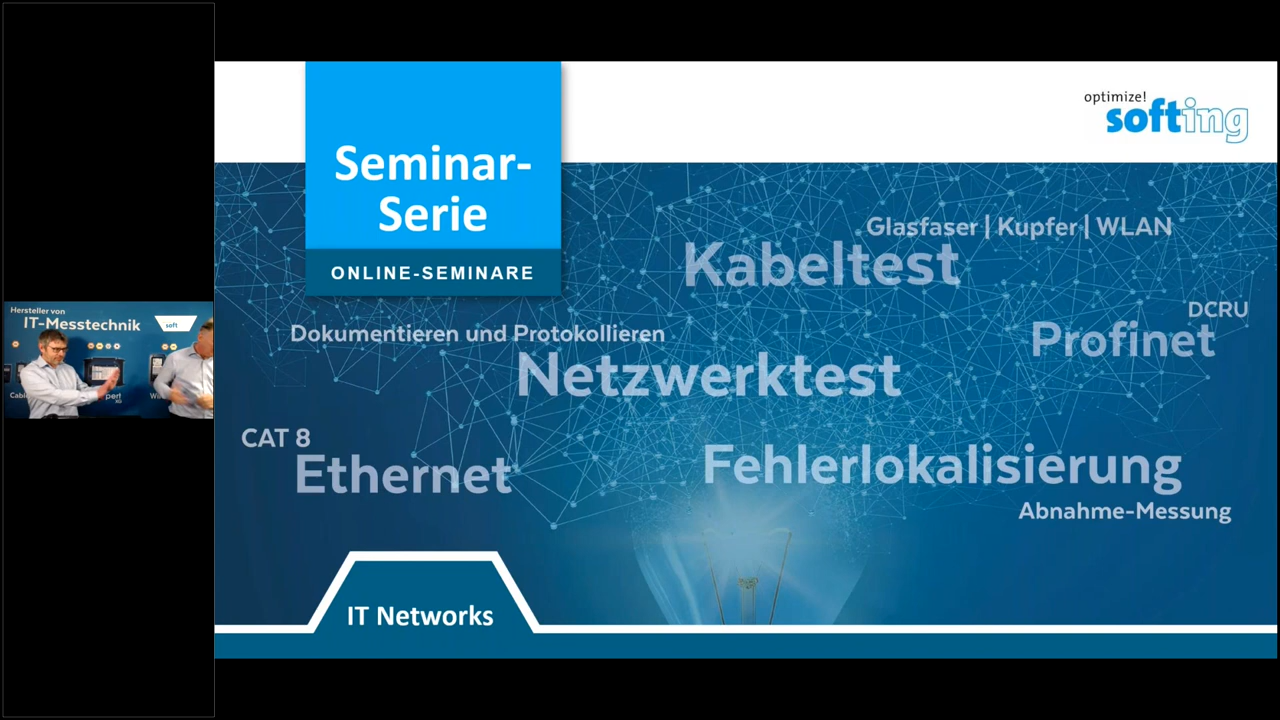 Hersteller von
IT-Messtechnik
soft
Seminar-
Serie
ONLINE-SEMINARE
optimize!
softing
Glasfaser | Kupfer | WLAN
Kabeltest
DCRU
Profinet
Dokumentieren und Protokollieren
Netzwerktest
CAT 8
Ethernet
Fehlerlokalisierung
Abnahme-Messung
IT Networks